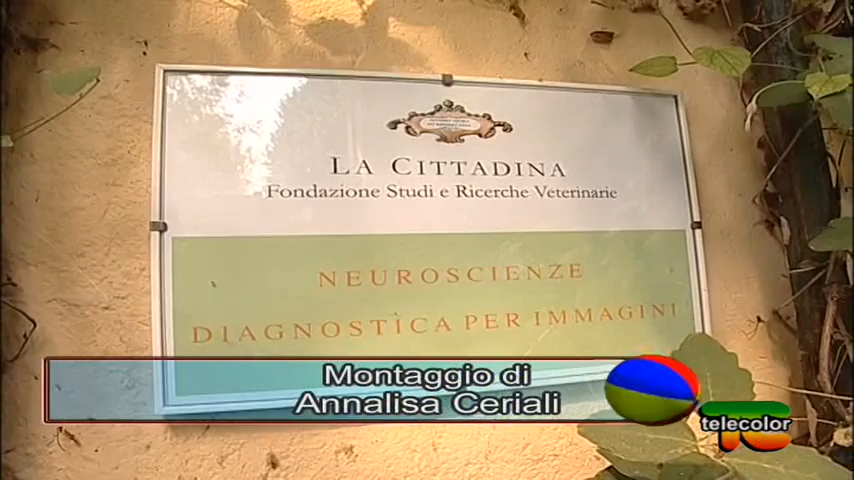 LA CITTADINA
Fondazione Studi e Ricerche Veterinarie
NEUROSCIENZE
DIAGNOSTICA PER IMMAGINI
Montaggio di
Annalisa Ceriali
telecolor